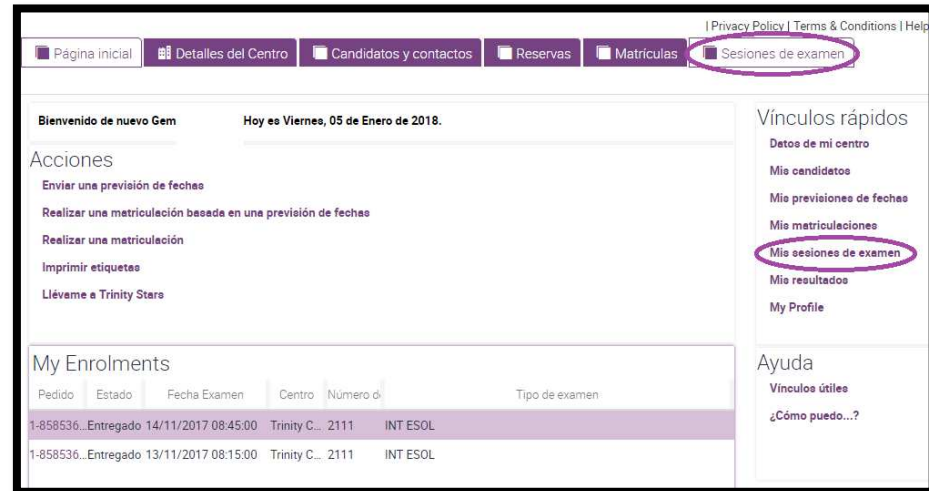 | Privacy Policy | Terms & Conditions | Help
Página inicial Detalles del Centro Candidatos y contactos Reservas Matrículas Sesiones de examen
Bienvenido de nuevo Gem Hoy es Viernes, 05 de Enero de 2018.
Acciones
Enviar una previsión de fechas
Realizar una matriculación basada en una previsión de fechas
Realizar una matriculación
Imprimir etiquetas
Llévame a Trinity Stars
My Enrolments
Pedido Estado Fecha Examen Centro Número d Tipo de examen
1-858536... Entregado 14/11/2017 08:45:00 Trinity C... 2111 INT ESOL
1-858536... Entregado 13/11/2017 08:15:00 Trinity C... 2111 INT ESOL
Vínculos rápidos
Datos de mi centro
Mis candidatos
Mis previsiones de fechas
Mis matriculaciones
Mis sesiones de examen
Mis resultados
My Profile
Ayuda
Vínculos útiles
¿Cómo puedo...?